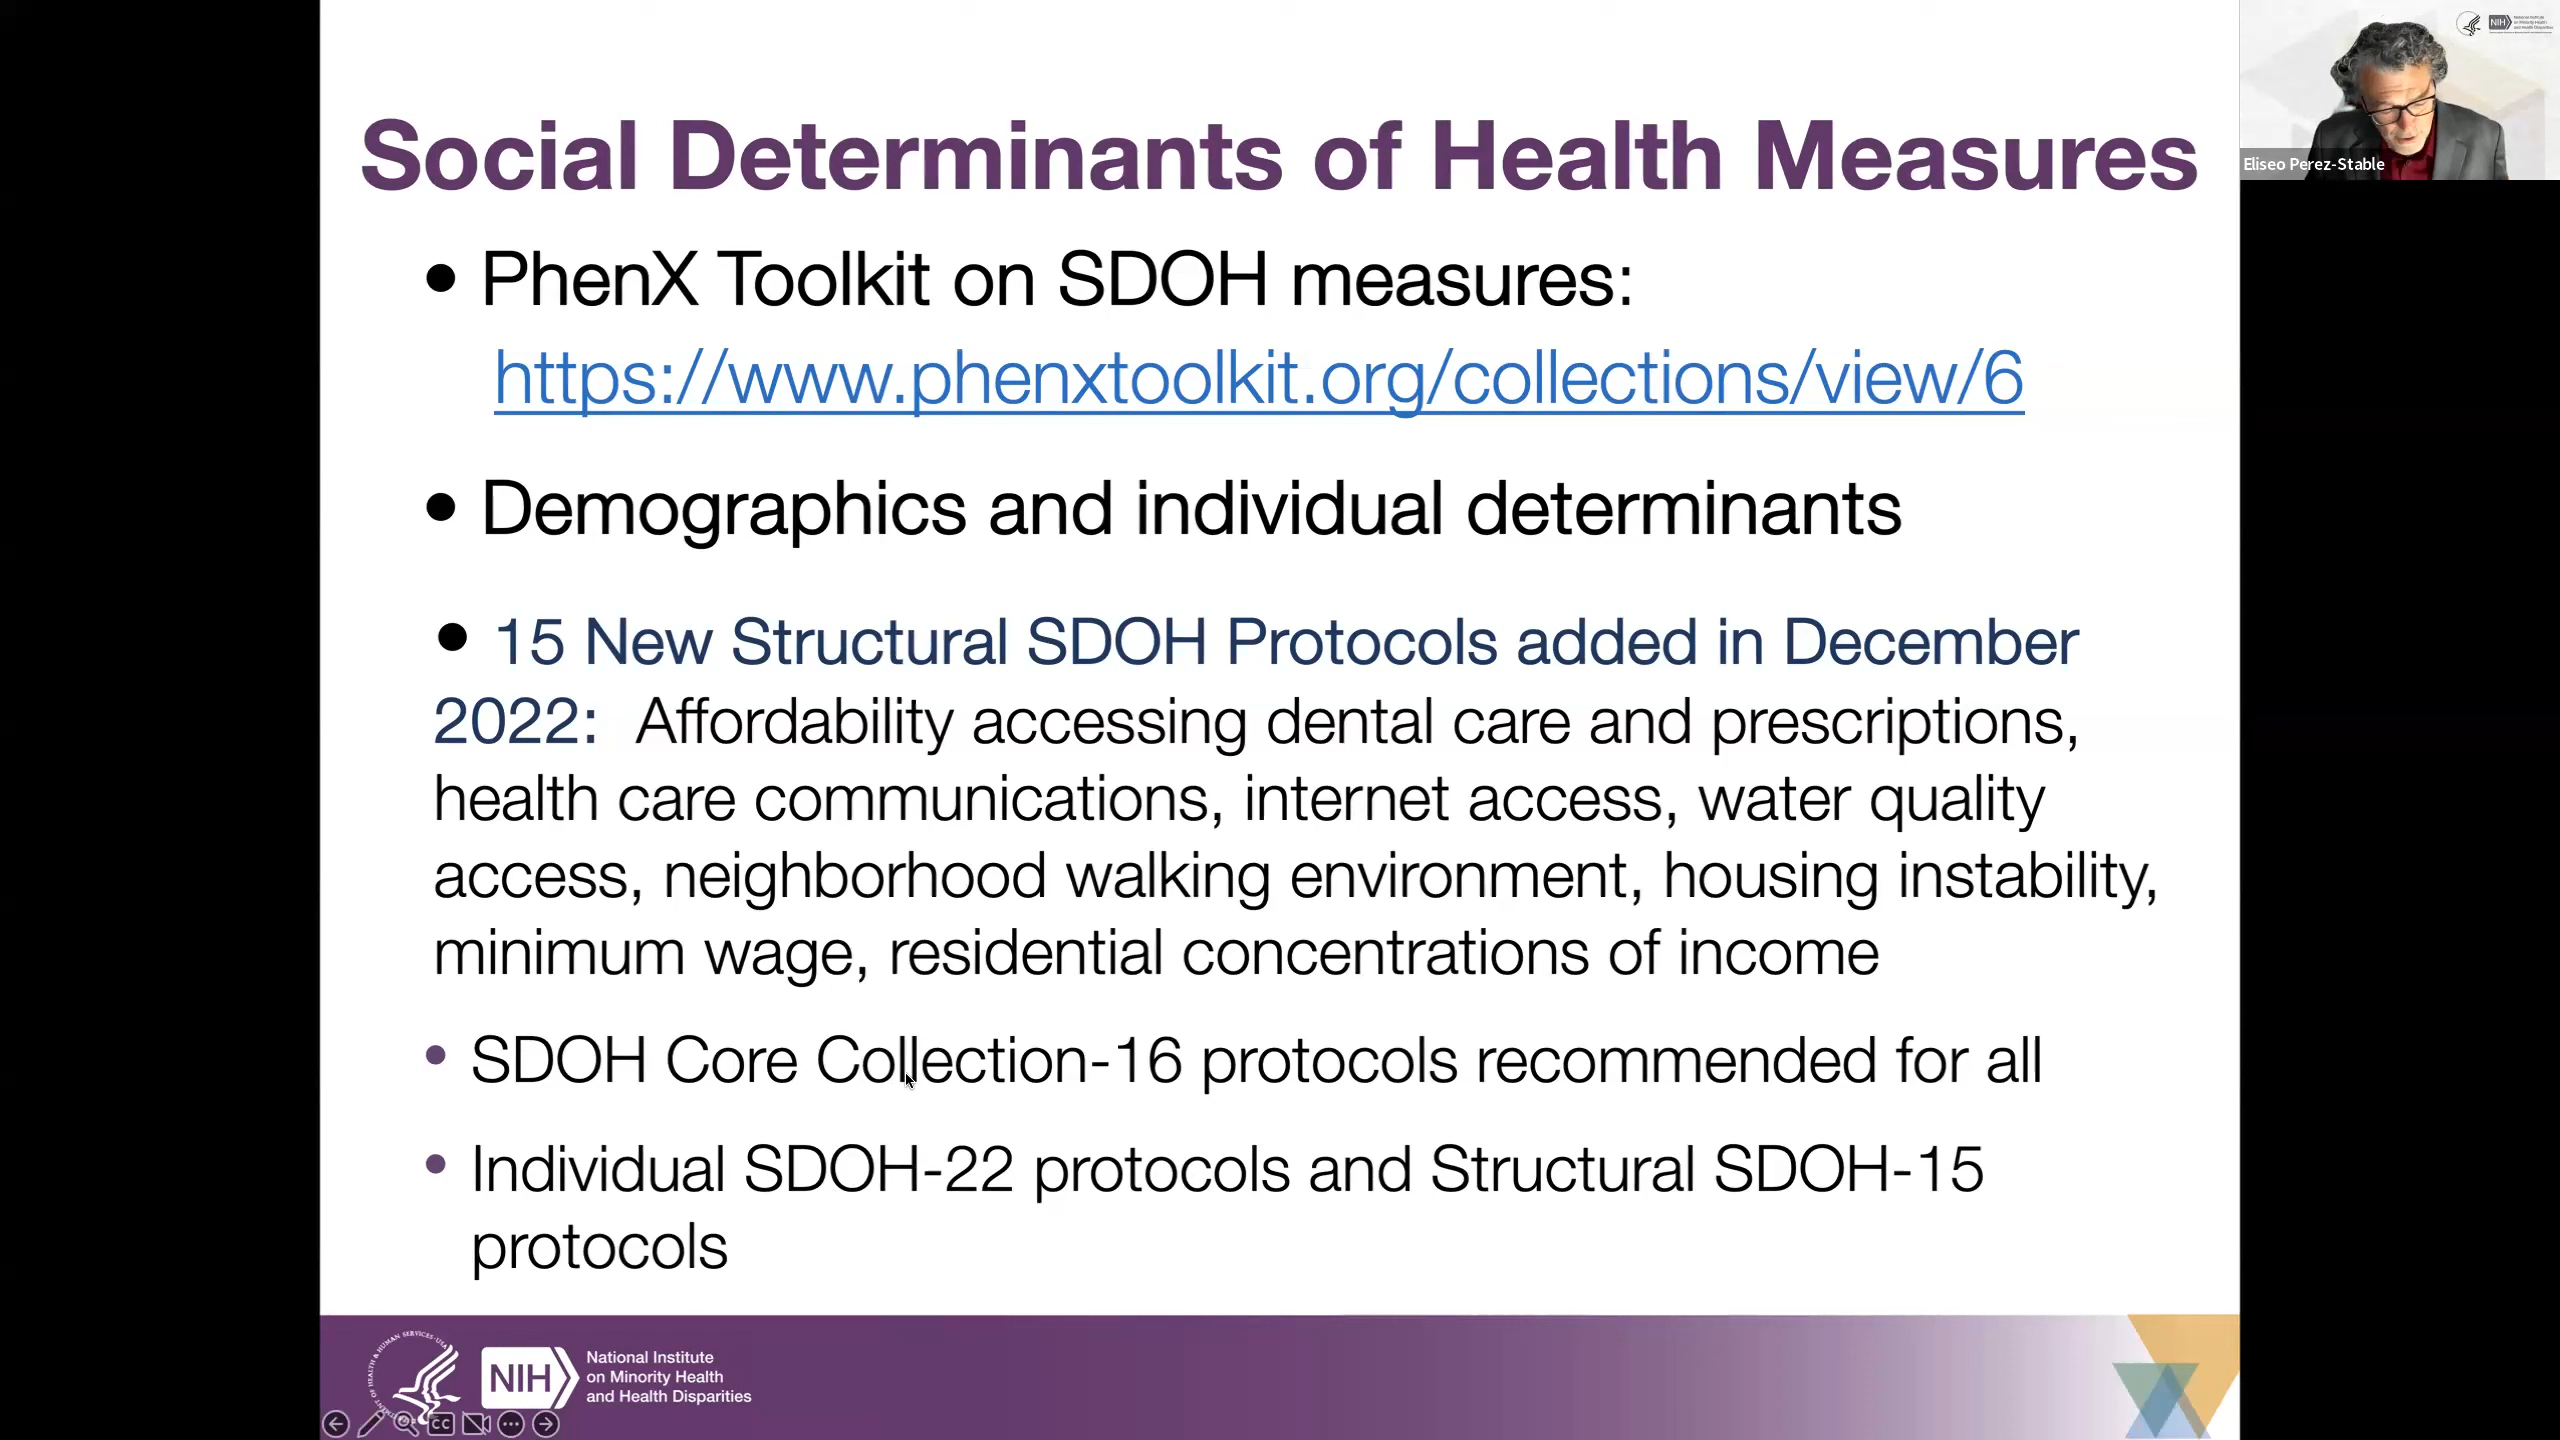 Social Determinants of Health Measures
Eliseo Perez-Stable
• PhenX Toolkit on SDOH measures:
https://www.phenxtoolkit.org/collections/view/6
• Demographics and individual determinants
• 15 New Structural SDOH Protocols added in December
2022: Affordability accessing dental care and prescriptions,
health care communications, internet access, water quality
access, neighborhood walking environment, housing instability,
minimum wage, residential concentrations of income
• SDOH Core Collection-16 protocols recommended for all
• Individual SDOH-22 protocols and Structural SDOH-15
protocols
NIH
National Institute
on Minority Health
and Health Disparities
CC